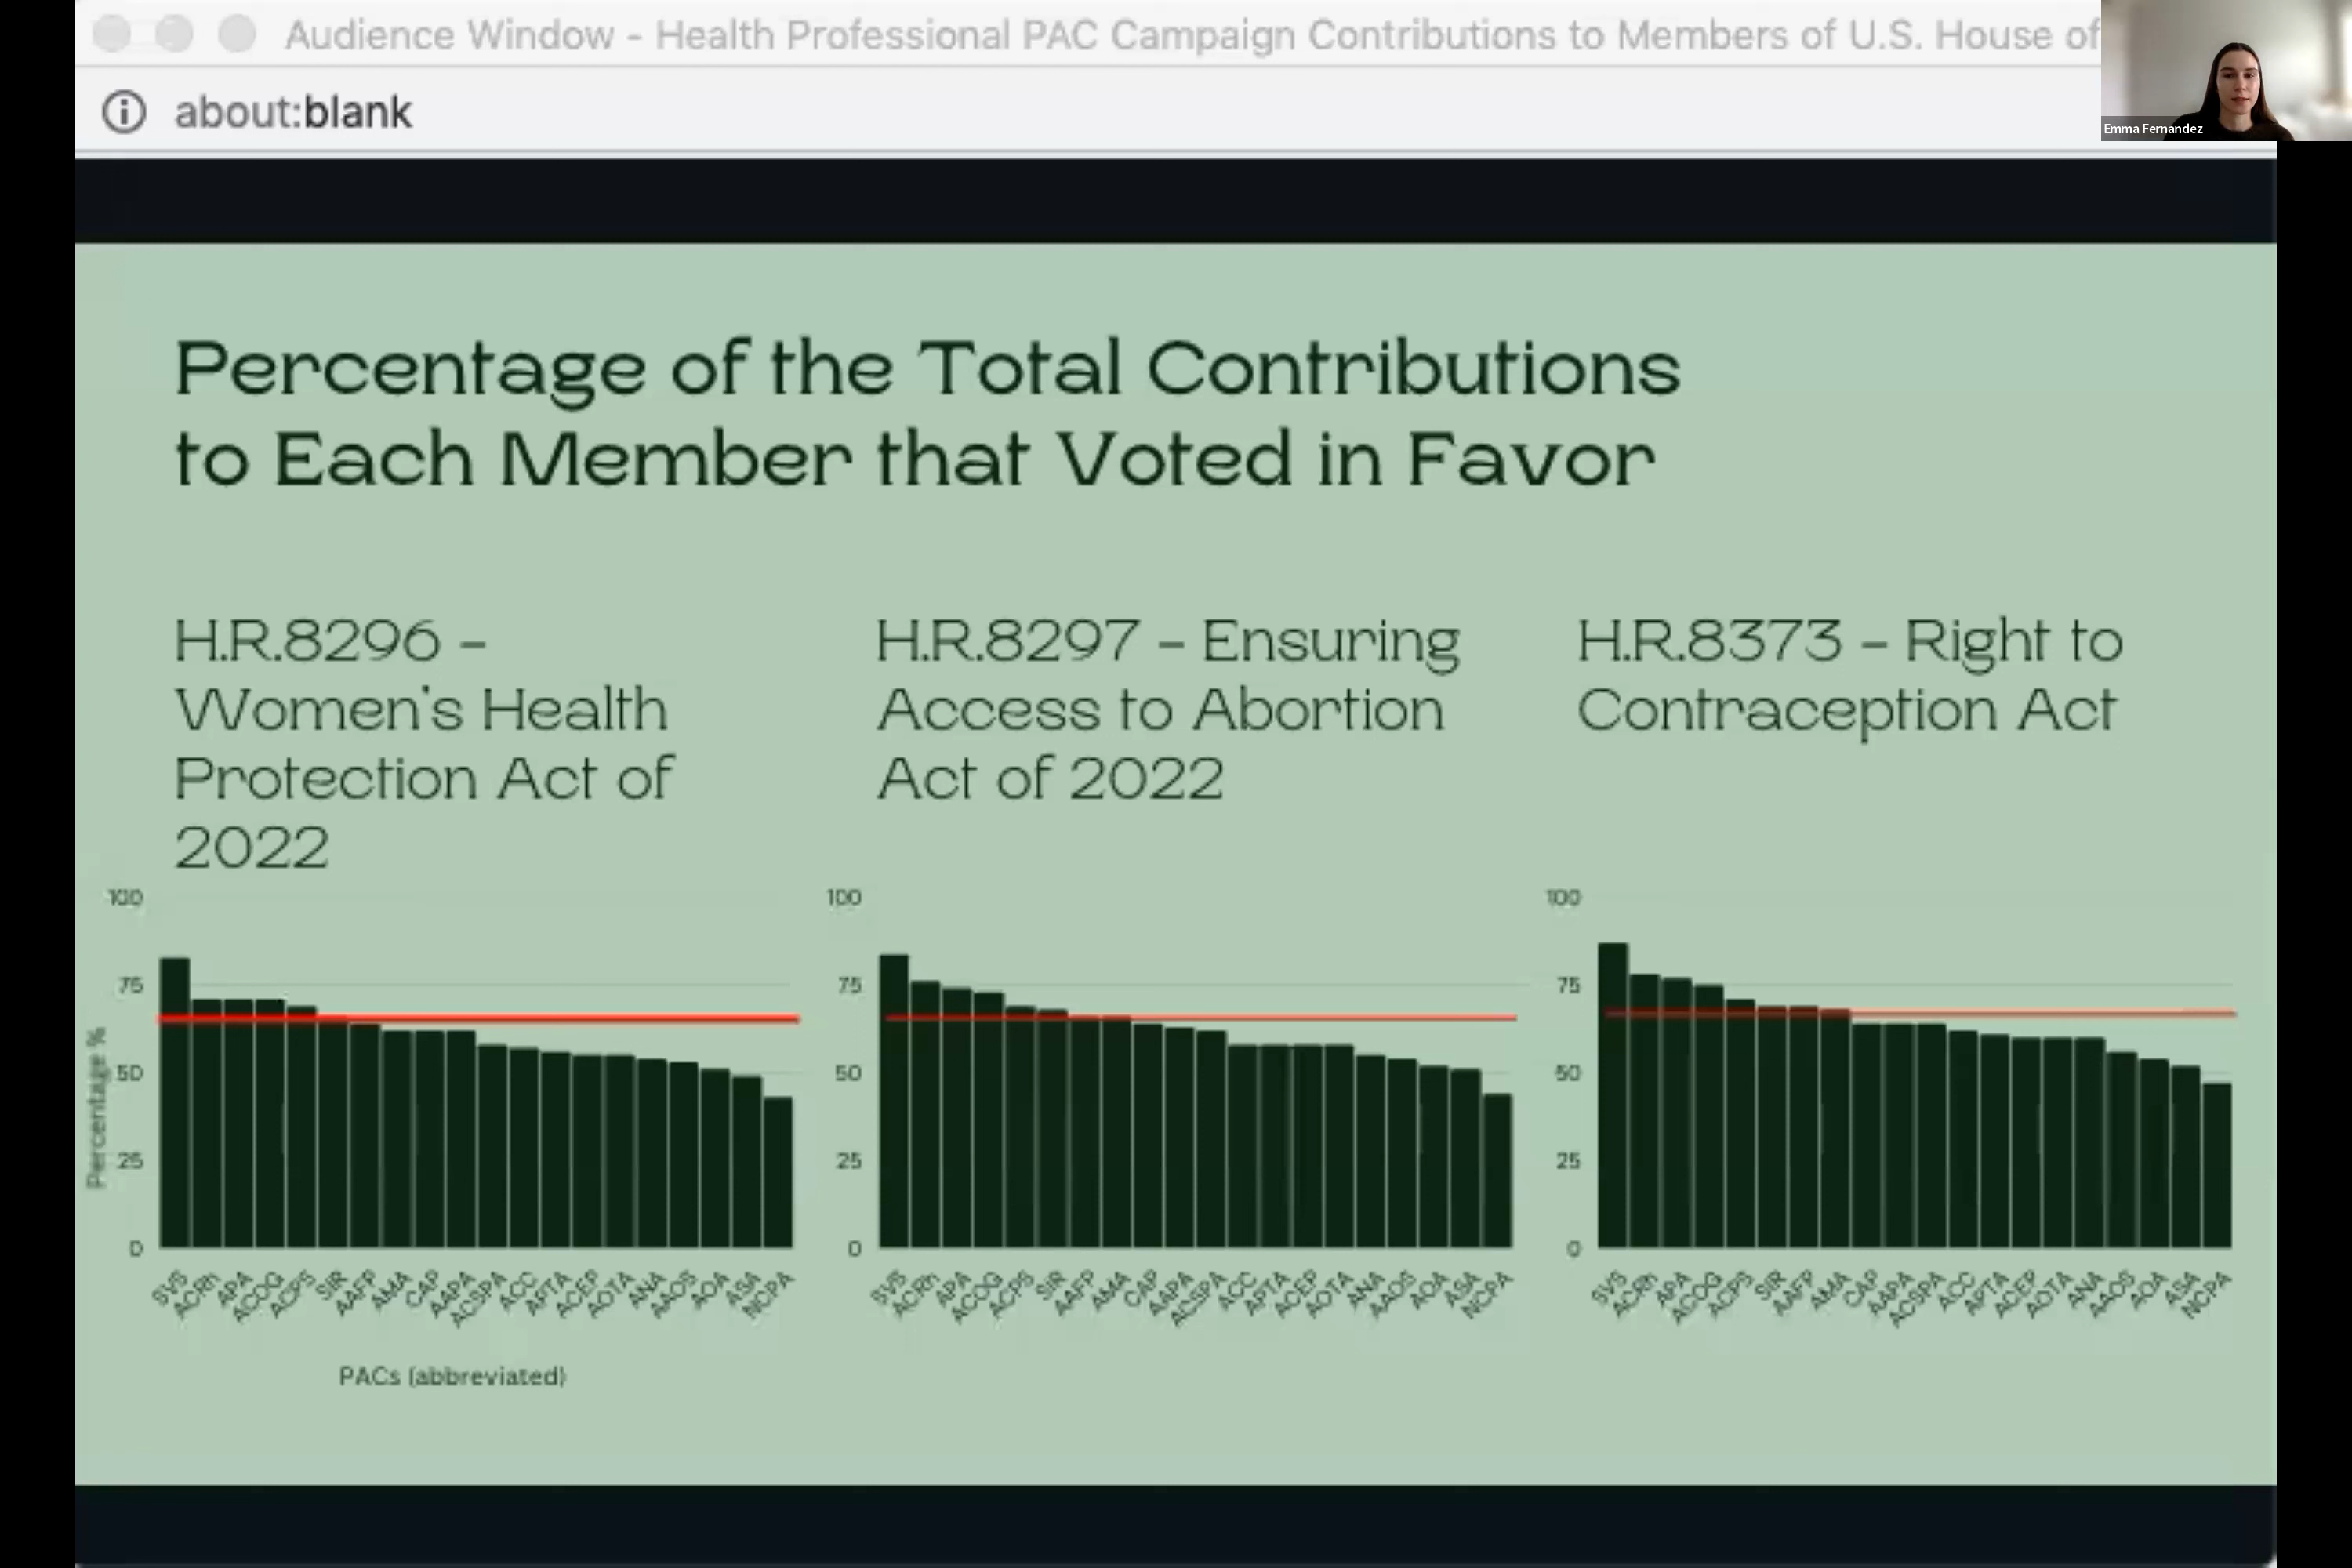 Audience Window - Health Professional PAC Campaign Contributions to Members of U.S. House of
about:blank
Emma Fernandez
Percentage of the Total Contributions
to Each Member that Voted in Favor
H.R.8296 –
Women's Health
Protection Act of
2022
100
75
50
25
0
Percentage %
SVS
ACRh
APA
ACOG
ACPS
SIR
AAFP
AMA
CAP
AAPA
ACSPA
ACC
APTA
ACEP
AOTA
ANA
AAOS
AOA
ASA
NCPA
PACs (abbreviated)
H.R.8297 – Ensuring
Access to Abortion
Act of 2022
100
75
50
25
0
SVS
ACRh
APA
ACOG
ACPS
SIR
AAFP
AMA
CAP
AAPA
ACSPA
ACC
APTA
ACEP
AOTA
ANA
AAOS
AOA
ASA
NCPA
H.R.8373 – Right to
Contraception Act
100
75
50
25
0
SVS
ACRh
APA
ACOG
ACPS
SIR
AAFP
AMA
CAP
AAPA
ACSPA
ACC
APTA
ACEP
AOTA
ANA
AAOS
AOA
ASA
NCPA